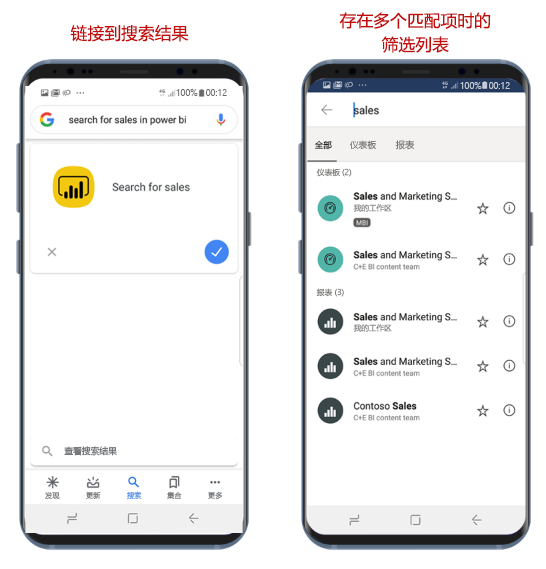 链接到搜索结果
100% 00:12
search for sales in power bi
Search for sales
查看搜索结果
发现 更新 搜索 集合 更多
存在多个匹配项时的
筛选列表
100% 00:12
sales
全部 仪表板 报表
仪表板 (2)
Sales and Marketing S...
我的工作区
MBI
Sales and Marketing S...
C+E BI content team
报表 (3)
Sales and Marketing S...
我的工作区
Sales and Marketing S...
C+E BI content team
Contoso Sales
C+E BI content team